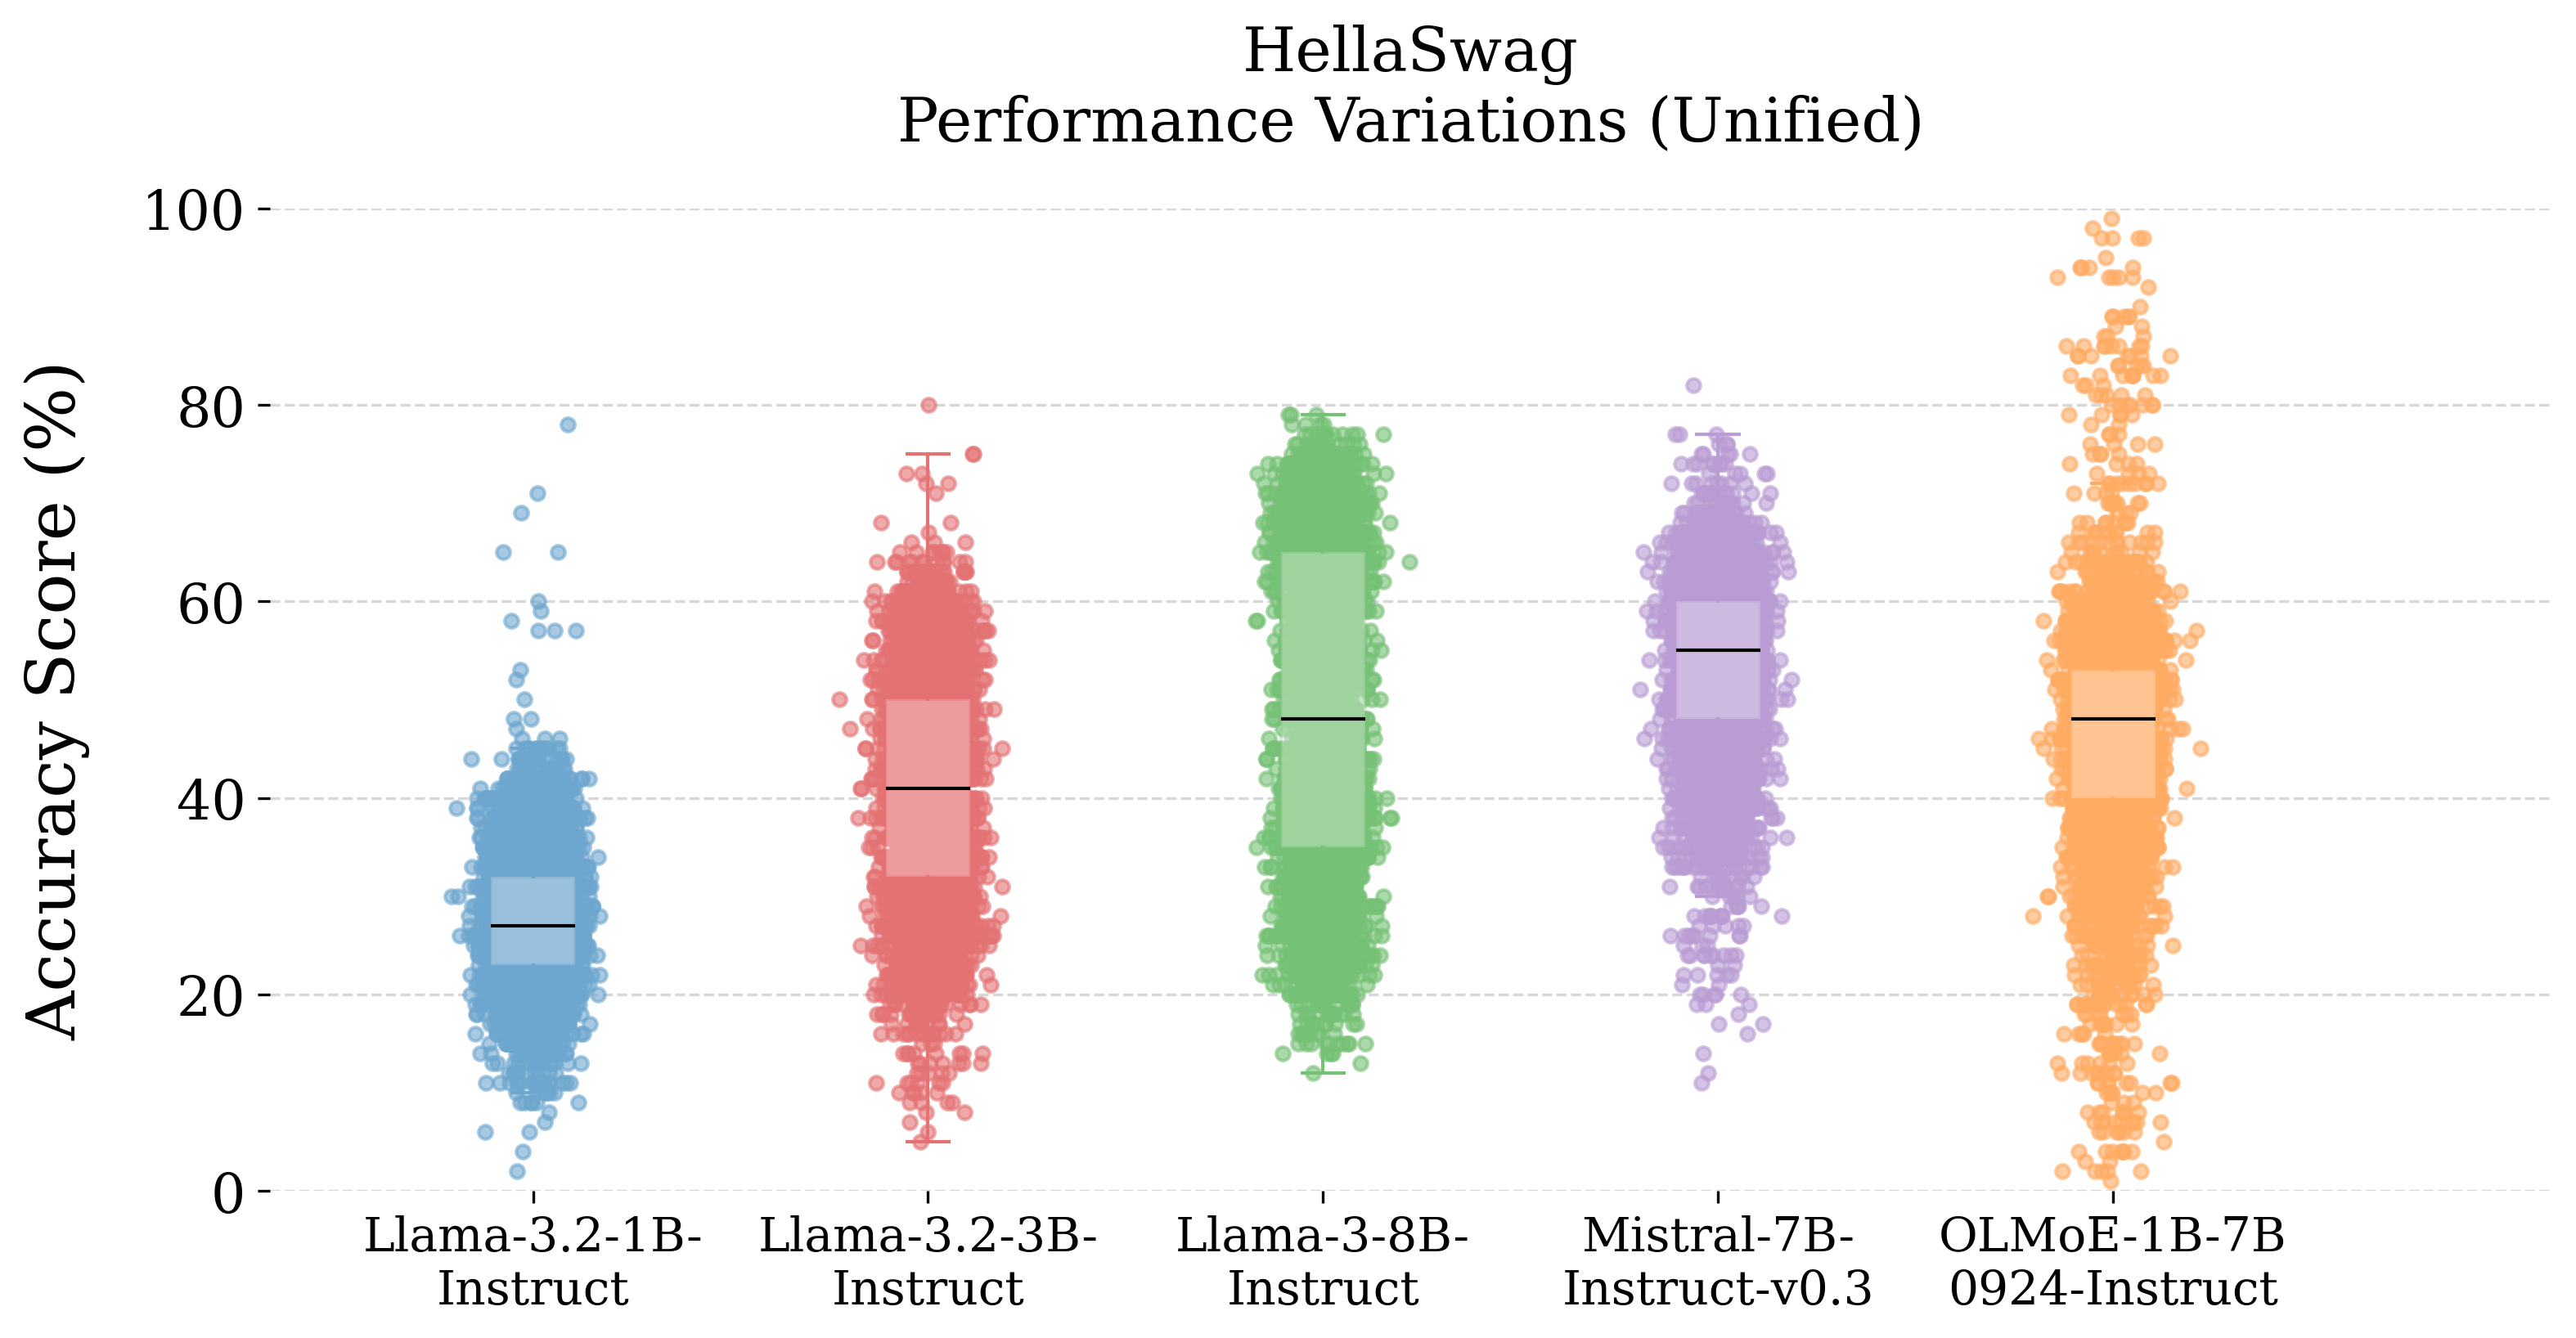 HellaSwag
Performance Variations (Unified)
Accuracy Score (%)
100
80
60
40
20
0
Llama-3.2-1B-
Instruct
Llama-3.2-3B-
Instruct
Llama-3-8B-
Instruct
Mistral-7B-
Instruct-v0.3
OLMoE-1B-7B
0924-Instruct